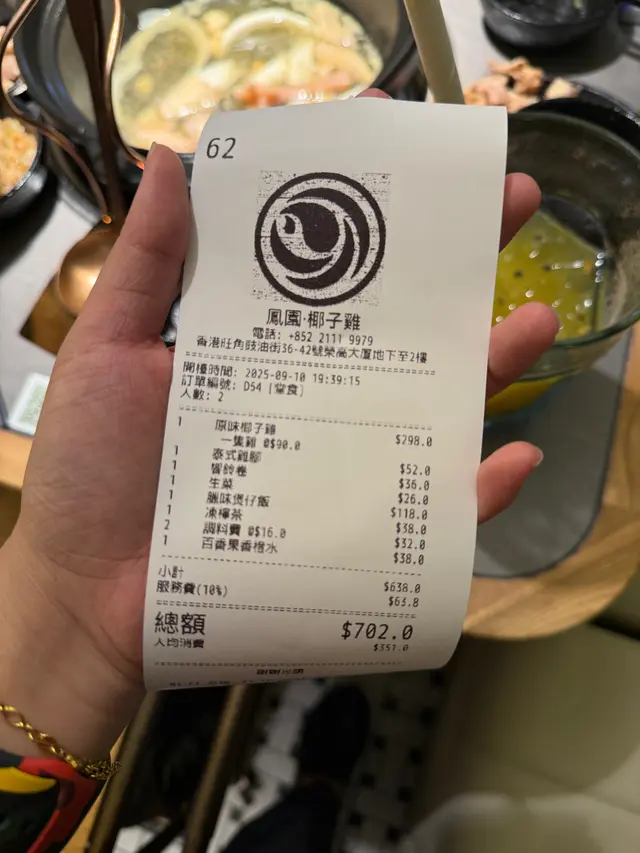 62
鳳園·椰子雞
電話: +852 2111 9979
香港旺角豉油街36-42號榮高大廈地下至2樓
開檯時間: 2025-09-10 19:39:15
訂單編號: D54 [堂食]
人數: 2
1 原味椰子雞 $298.0
一隻雞 @$90.0
1 泰式雞腳 $52.0
1 響鈴卷 $36.0
1 生菜 $26.0
1 臘味煲仔飯 $118.0
1 凍檸茶 $38.0
2 調料費 @$16.0 $32.0
1 百香果香橙水 $38.0
小計 $638.0
服務費(10%) $63.8
總額 $702.0
人均消費 $351.0
謝謝光臨